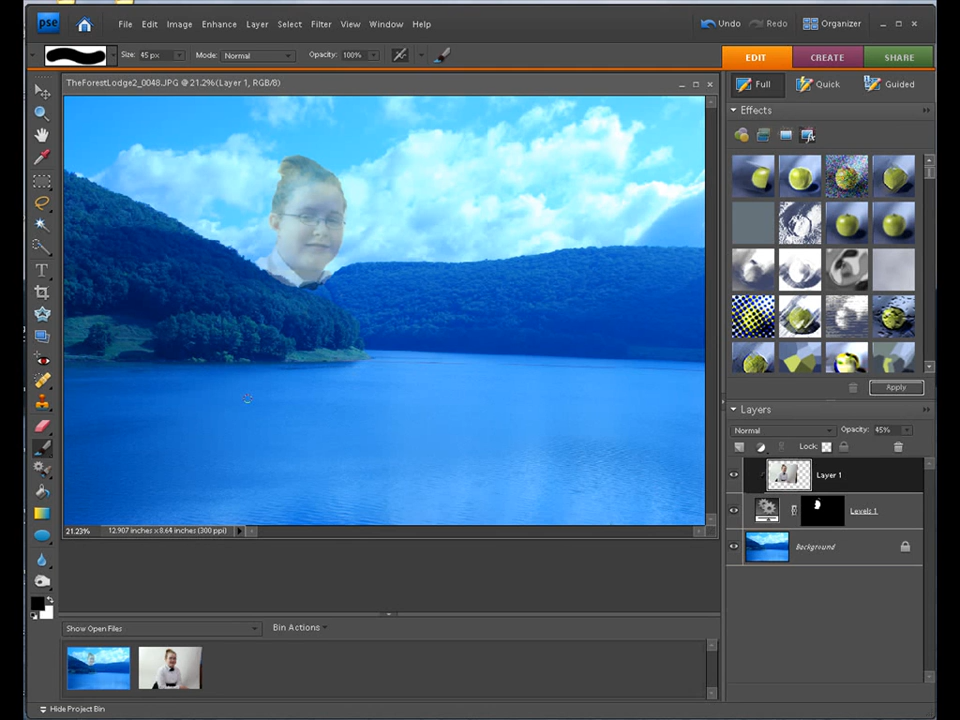 pse File Edit Image Enhance Layer Select Filter View Window Help Undo Redo Organizer
Size: 45 px Mode: Normal Opacity: 100% EDIT CREATE SHARE
TheForestLodge2_0048.JPG @ 21.2% (Layer 1, RGB/8)
Full Quick Guided
Effects
Apply
Layers
Normal Opacity: 45%
Lock:
Layer 1
Levels 1
Background
21.23% 12.907 inches x 8.64 inches (300 ppi)
Show Open Files Bin Actions
Hide Project Bin
T